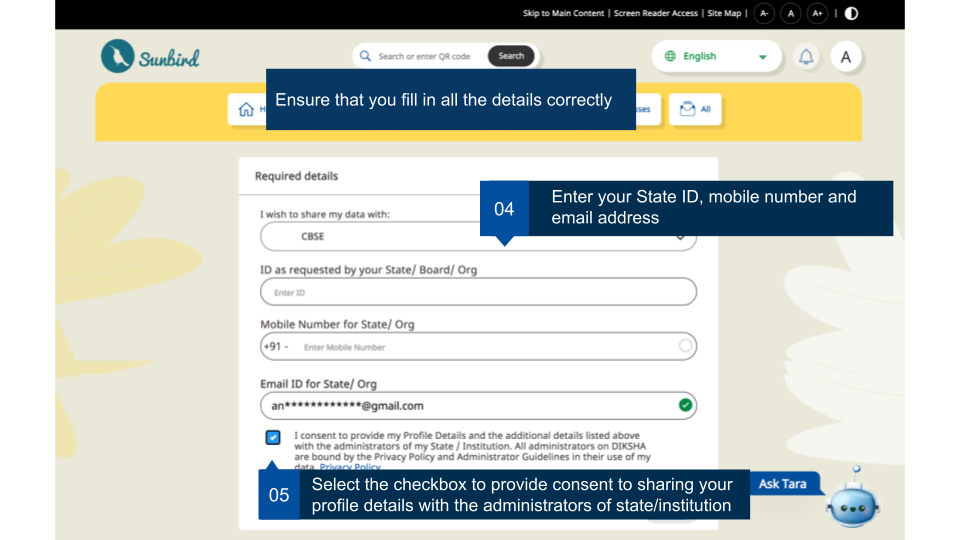 Skip to Main Content | Screen Reader Access | Site Map | A- A A+ |
Sunbird
Search or enter QR code Search
English
A
Ensure that you fill in all the details correctly
All
Required details
04
Enter your State ID, mobile number and
email address
I wish to share my data with:
CBSE
ID as requested by your State/ Board/ Org
Enter ID
Mobile Number for State/ Org
+91 - Enter Mobile Number
Email ID for State/ Org
an************@gmail.com
I consent to provide my Profile Details and the additional details listed above
with the administrators of my State / Institution. All administrators on DIKSHA
are bound by the Privacy Policy and Administrator Guidelines in their use of my
data. Privacy Policy
05
Select the checkbox to provide consent to sharing your
profile details with the administrators of state/institution
Ask Tara